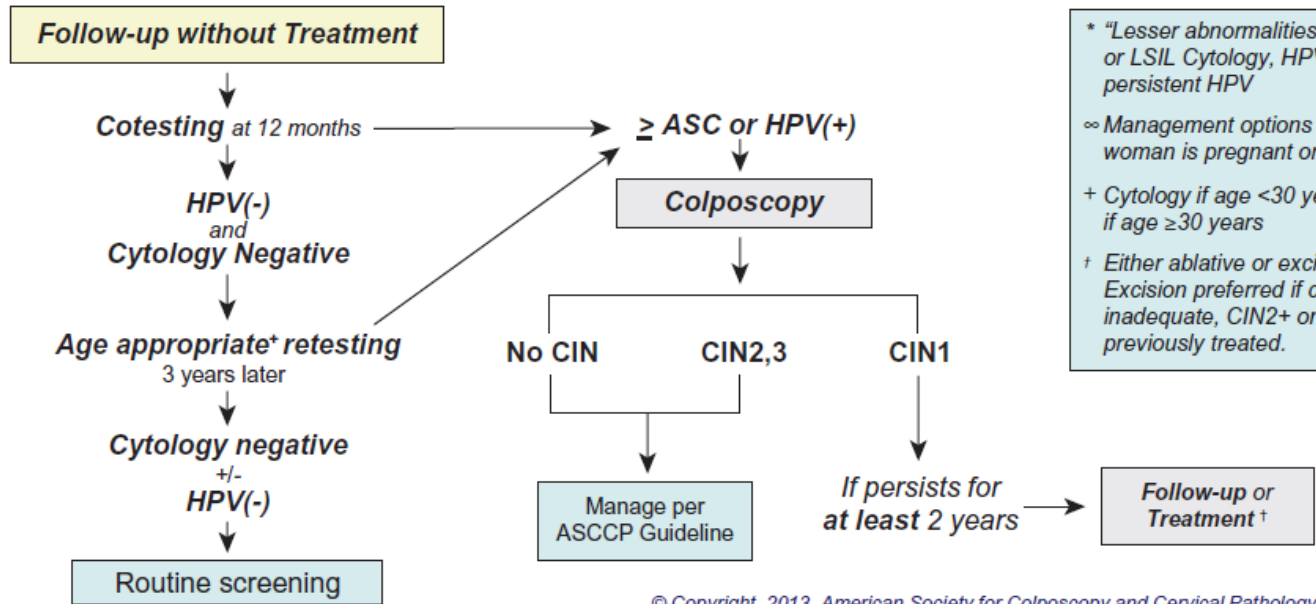 Follow-up without Treatment
Cotesting at 12 months
HPV(-)
and
Cytology Negative
Age appropriate+ retesting
3 years later
Cytology negative
+/-
HPV(-)
Routine screening
≥ ASC or HPV(+)
Colposcopy
No CIN
CIN2,3
CIN1
Manage per
ASCCP Guideline
If persists for
at least 2 years
Follow-up or
Treatment †
* “Lesser abnormalities
or LSIL Cytology, HPV
persistent HPV
∞ Management options
woman is pregnant or
+ Cytology if age <30 ye
if age ≥30 years
† Either ablative or exci
Excision preferred if c
inadequate, CIN2+ or
previously treated.
© Copyright, 2013, American Society for Colposcopy and Cervical Pathology